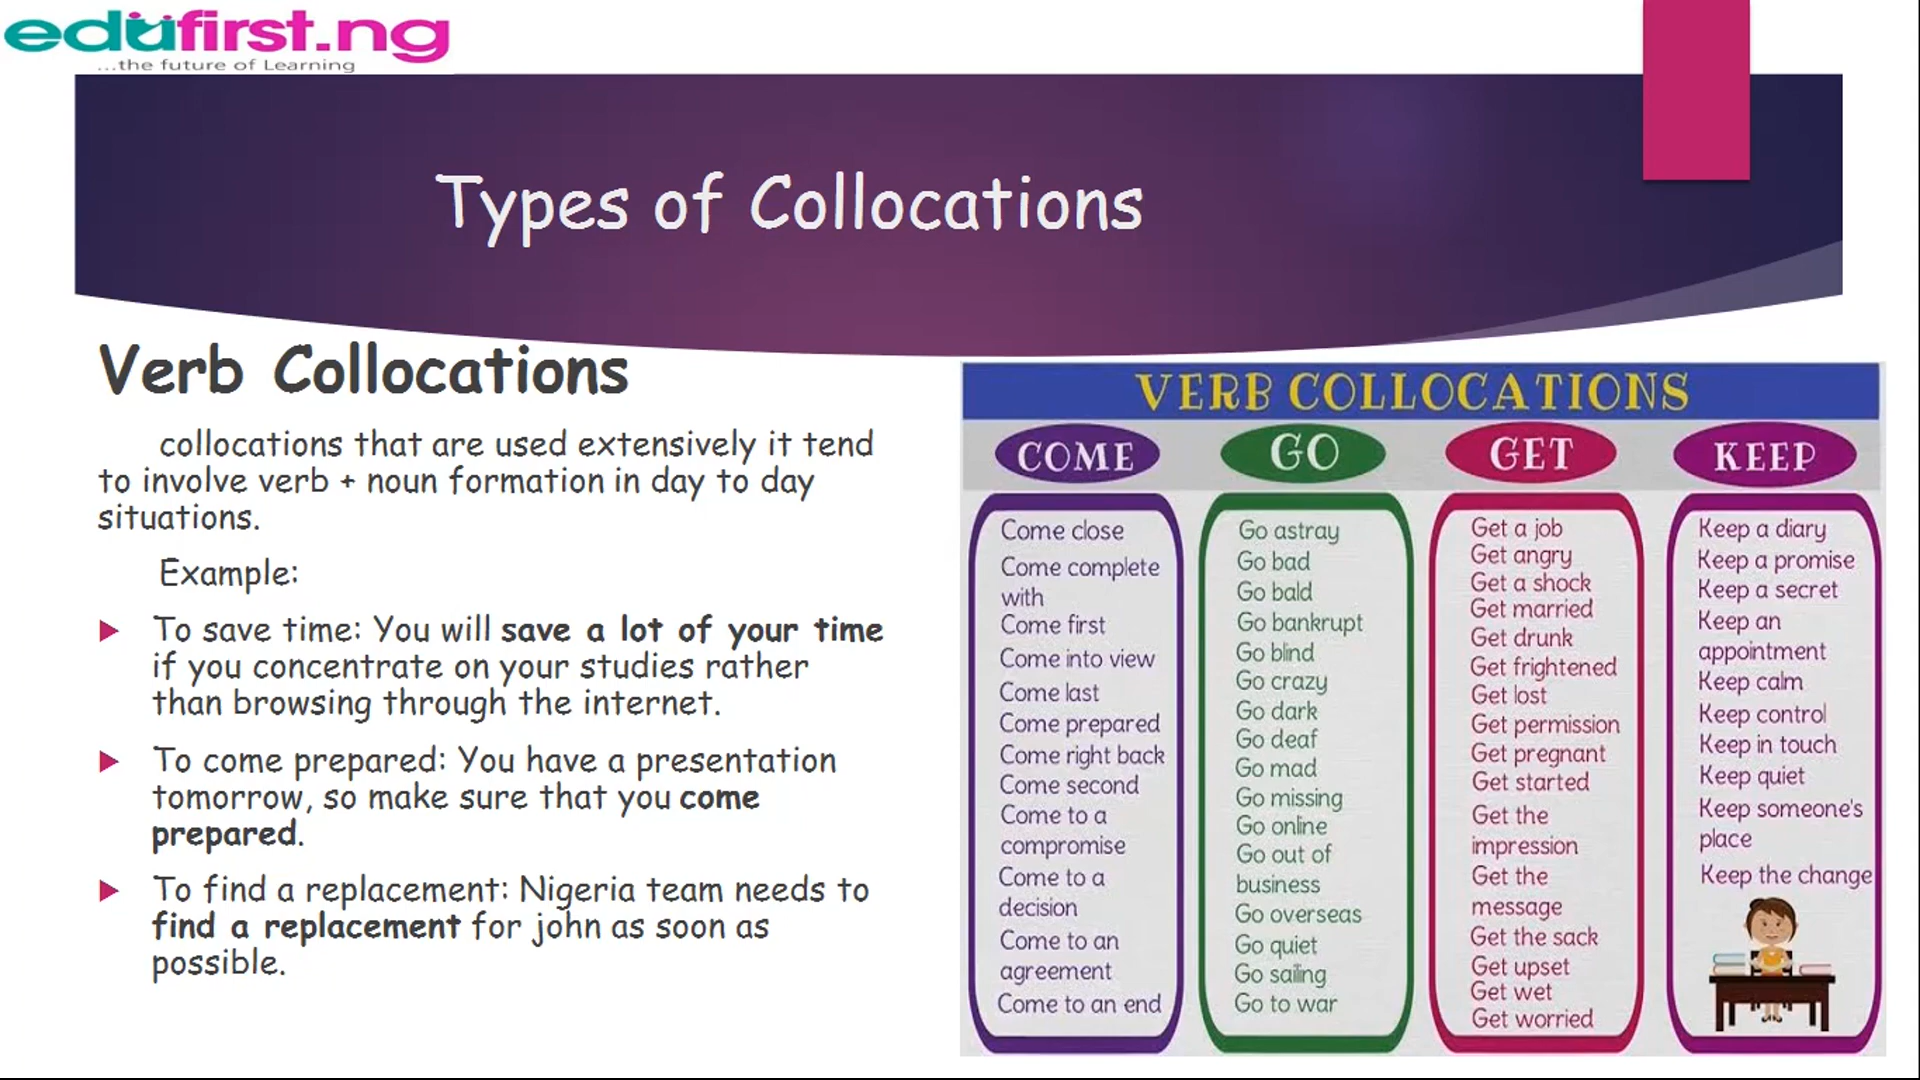 edufirst.ng
...the future of Learning
Types of Collocations
Verb Collocations
collocations that are used extensively it tend
to involve verb + noun formation in day to day
situations.
Example:
To save time: You will save a lot of your time
if you concentrate on your studies rather
than browsing through the internet.
To come prepared: You have a presentation
tomorrow, so make sure that you come
prepared.
To find a replacement: Nigeria team needs to
find a replacement for john as soon as
possible.
VERB COLLOCATIONS
COME
Come close
Come complete
with
Come first
Come into view
Come last
Come prepared
Come right back
Come second
Come to a
compromise
Come to a
decision
Come to an
agreement
Come to an end
GO
Go astray
Go bad
Go bald
Go bankrupt
Go blind
Go crazy
Go dark
Go deaf
Go mad
Go missing
Go online
Go out of
business
Go overseas
Go quiet
Go sailing
Go to war
GET
Get a job
Get angry
Get a shock
Get married
Get drunk
Get frightened
Get lost
Get permission
Get pregnant
Get started
Get the
impression
Get the
message
Get the sack
Get upset
Get wet
Get worried
KEEP
Keep a diary
Keep a promise
Keep a secret
Keep an
appointment
Keep calm
Keep control
Keep in touch
Keep quiet
Keep someone's
place
Keep the change